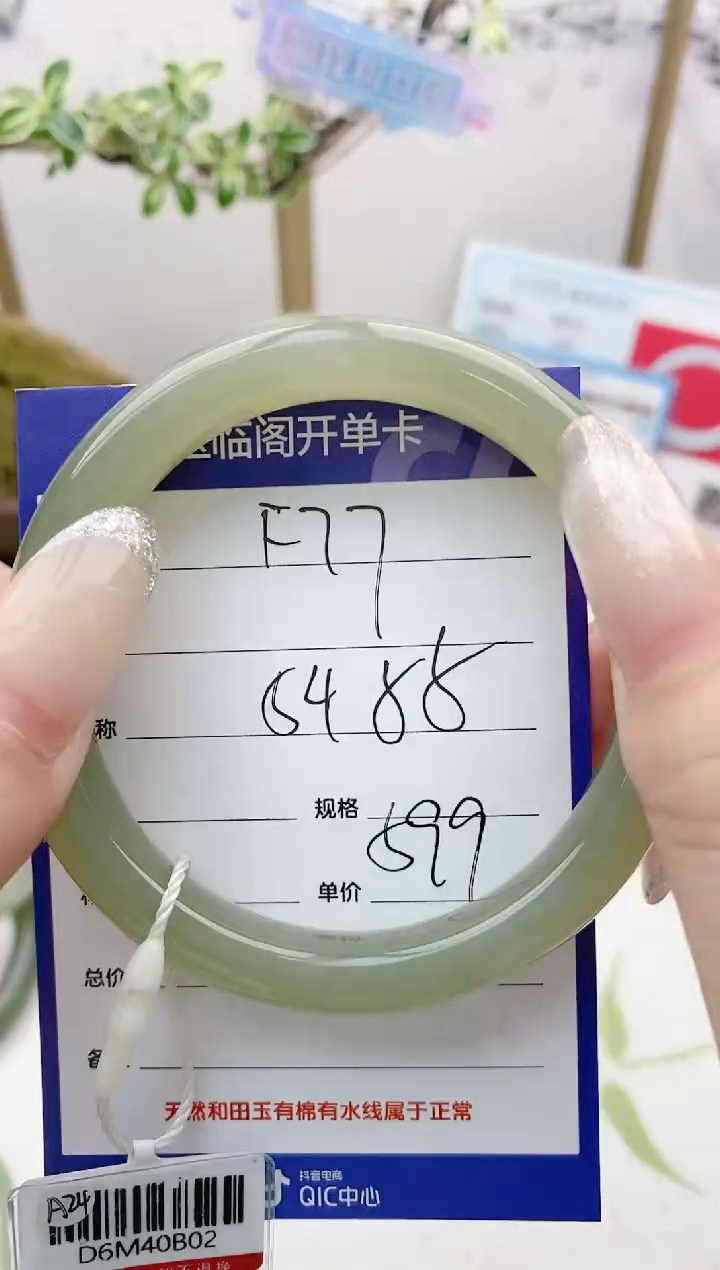 临阁开单卡
F77
5488
称
规格
599
单价
总价
备
天然和田玉有棉有水线属于正常
抖音电商
QIC中心
A24
D6M40B02